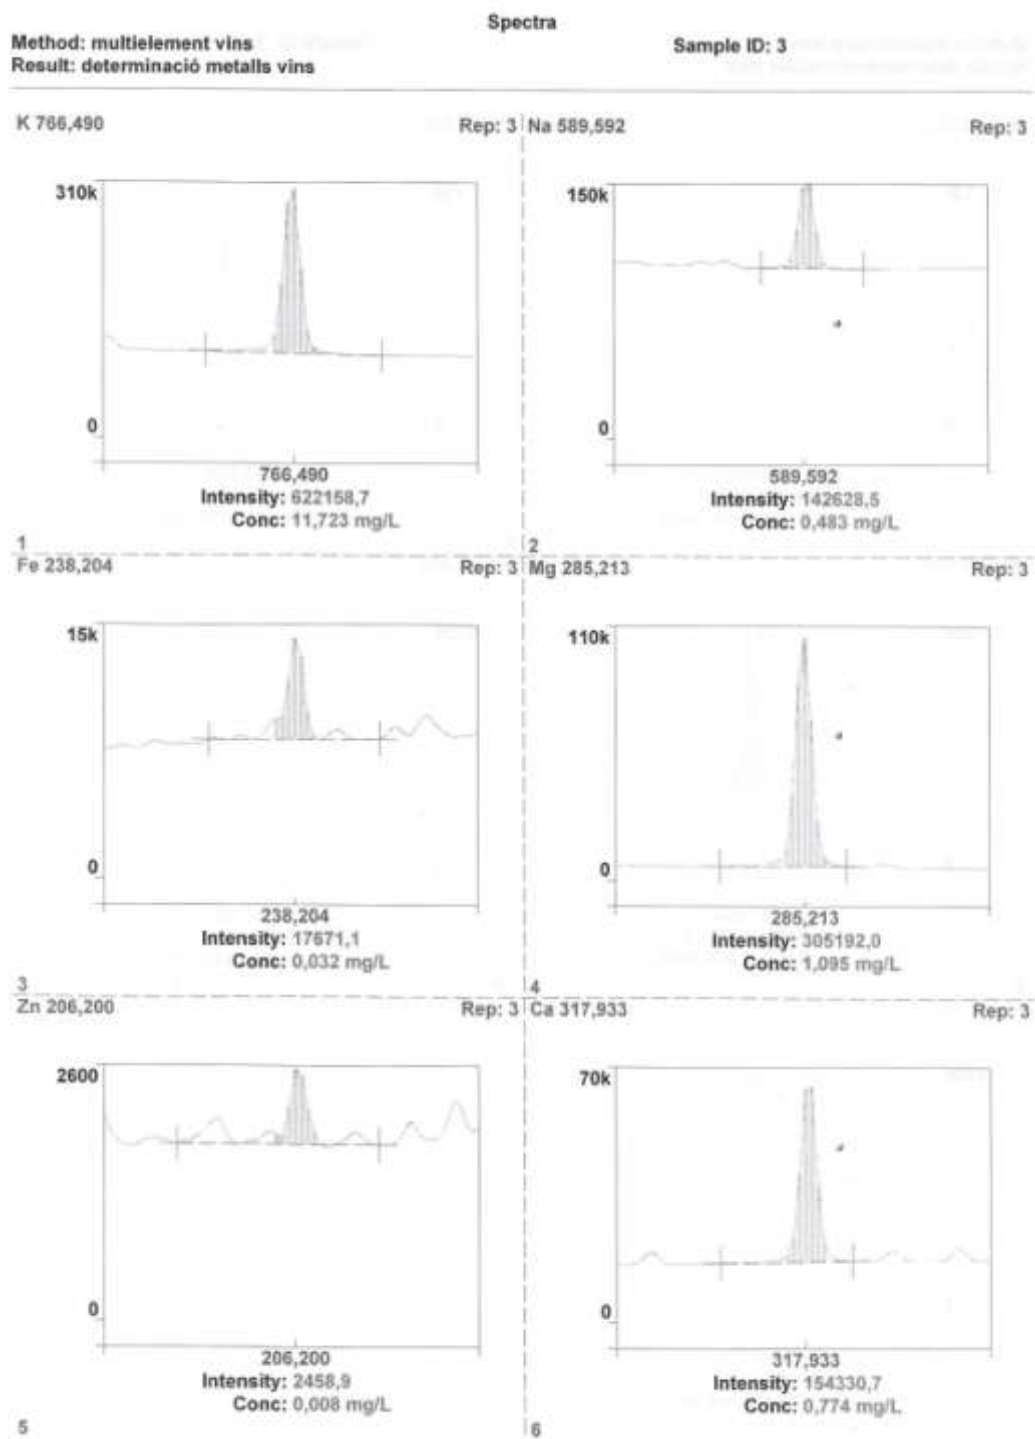 Spectra
Method: multielement vins
Sample ID: 3
Result: determinació metalls vins
K 766,490
Rep: 3
310k
0
766,490
Intensity: 622158,7
Conc: 11,723 mg/L
1
Na 589,592
Rep: 3
150k
0
589,592
Intensity: 142628,5
Conc: 0,483 mg/L
2
Fe 238,204
Rep: 3
15k
0
238,204
Intensity: 17671,1
Conc: 0,032 mg/L
3
Mg 285,213
Rep: 3
110k
0
285,213
Intensity: 305192,0
Conc: 1,095 mg/L
4
Zn 206,200
Rep: 3
2600
0
206,200
Intensity: 2458,9
Conc: 0,008 mg/L
5
Ca 317,933
Rep: 3
70k
0
317,933
Intensity: 154330,7
Conc: 0,774 mg/L
6